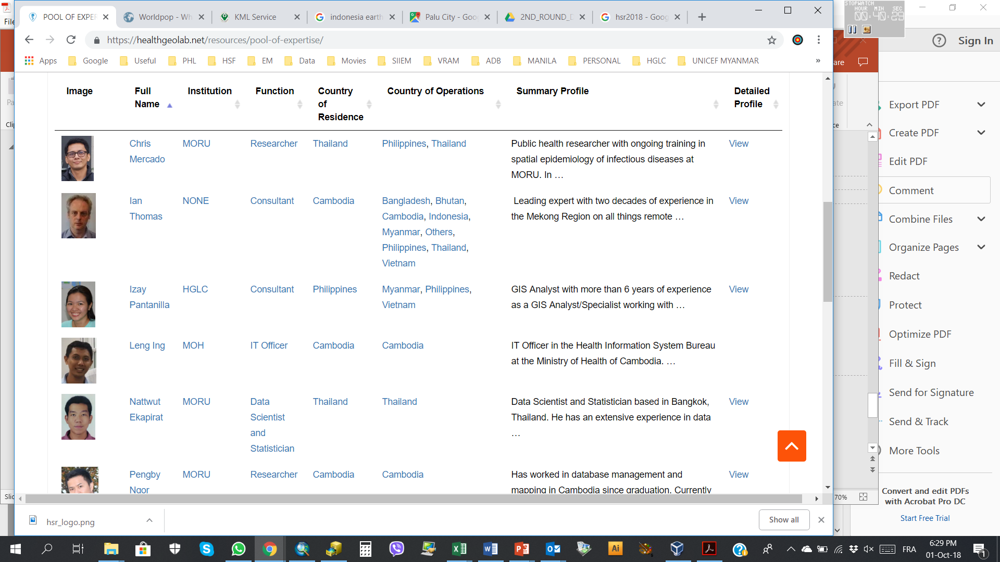 POOL OF EXPER
Worldpop - Wh
KML Service
indonesia earth
Palu City - Goo
2ND_ROUND_D
hsr2018 - Goog
STOPWATCH
HOUR MIN SEC
00:40:29
File
https://healthgeolab.net/resources/pool-of-expertise/
Sign In
Apps
Google
Useful
PHL
HSF
EM
Data
Movies
SIIEM
VRAM
ADB
MANILA
PERSONAL
HGLC
UNICEF MYANMAR
»
are
Image
Full
Name
Institution
Function
Country
of
Residence
Country of Operations
Summary Profile
Detailed
Profile
Chris
Mercado
MORU
Researcher
Thailand
Philippines, Thailand
Public health researcher with ongoing training in
spatial epidemiology of infectious diseases at
MORU. In …
View
Ian
Thomas
NONE
Consultant
Cambodia
Bangladesh, Bhutan,
Cambodia, Indonesia,
Myanmar, Others,
Philippines, Thailand,
Vietnam
Leading expert with two decades of experience in
the Mekong Region on all things remote …
View
Izay
Pantanilla
HGLC
Consultant
Philippines
Myanmar, Philippines,
Vietnam
GIS Analyst with more than 6 years of experience
as a GIS Analyst/Specialist working with …
View
Leng Ing
MOH
IT Officer
Cambodia
Cambodia
IT Officer in the Health Information System Bureau
at the Ministry of Health of Cambodia. …
Nattwut
Ekapirat
MORU
Data
Scientist
and
Statistician
Thailand
Thailand
Data Scientist and Statistician based in Bangkok,
Thailand. He has an extensive experience in data
…
View
Pengby
Ngor
MORU
Researcher
Cambodia
Cambodia
Has worked in database management and
mapping in Cambodia since graduation. Currently
View
Pa
Clip
Slic
ate
ce
70%
Export PDF
Create PDF
Edit PDF
Comment
Combine Files
Organize Pages
Redact
Protect
Optimize PDF
Fill & Sign
Send for Signature
Send & Track
More Tools
Convert and edit PDFs
with Acrobat Pro DC
Start Free Trial
hsr_logo.png
Show all
Ai
FRA
6:29 PM
01-Oct-18
1